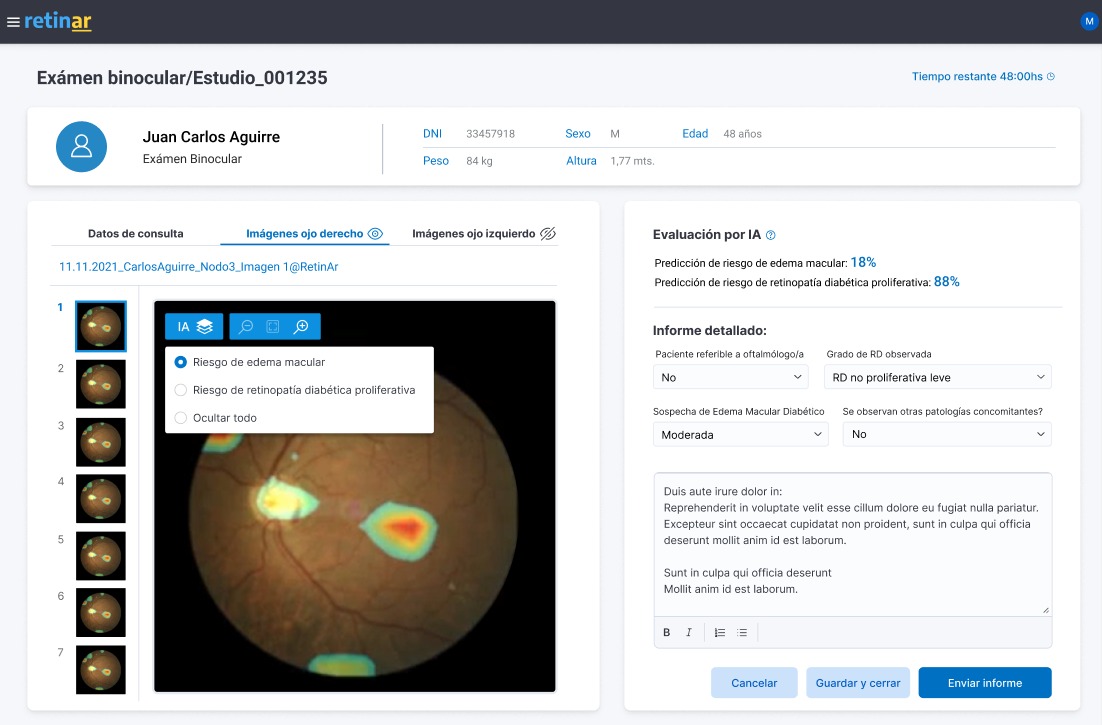 retinar
M
Exámen binocular/Estudio_001235
Tiempo restante 48:00hs
Juan Carlos Aguirre
Exámen Binocular
DNI 33457918 Sexo M Edad 48 años
Peso 84 kg Altura 1,77 mts.
Datos de consulta Imágenes ojo derecho Imágenes ojo izquierdo
11.11.2021_CarlosAguirre_Nodo3_Imagen 1@RetinAr
1
2
3
4
5
6
7
IA
Riesgo de edema macular
Riesgo de retinopatía diabética proliferativa
Ocultar todo
Evaluación por IA ?
Predicción de riesgo de edema macular: 18%
Predicción de riesgo de retinopatía diabética proliferativa: 88%
Informe detallado:
Paciente referible a oftalmólogo/a Grado de RD observada
No RD no proliferativa leve
Sospecha de Edema Macular Diabético Se observan otras patologías concomitantes?
Moderada No
Duis aute irure dolor in:
Reprehenderit in voluptate velit esse cillum dolore eu fugiat nulla pariatur.
Excepteur sint occaecat cupidatat non proident, sunt in culpa qui officia
deserunt mollit anim id est laborum.
Sunt in culpa qui officia deserunt
Mollit anim id est laborum.
B I
Cancelar Guardar y cerrar Enviar informe